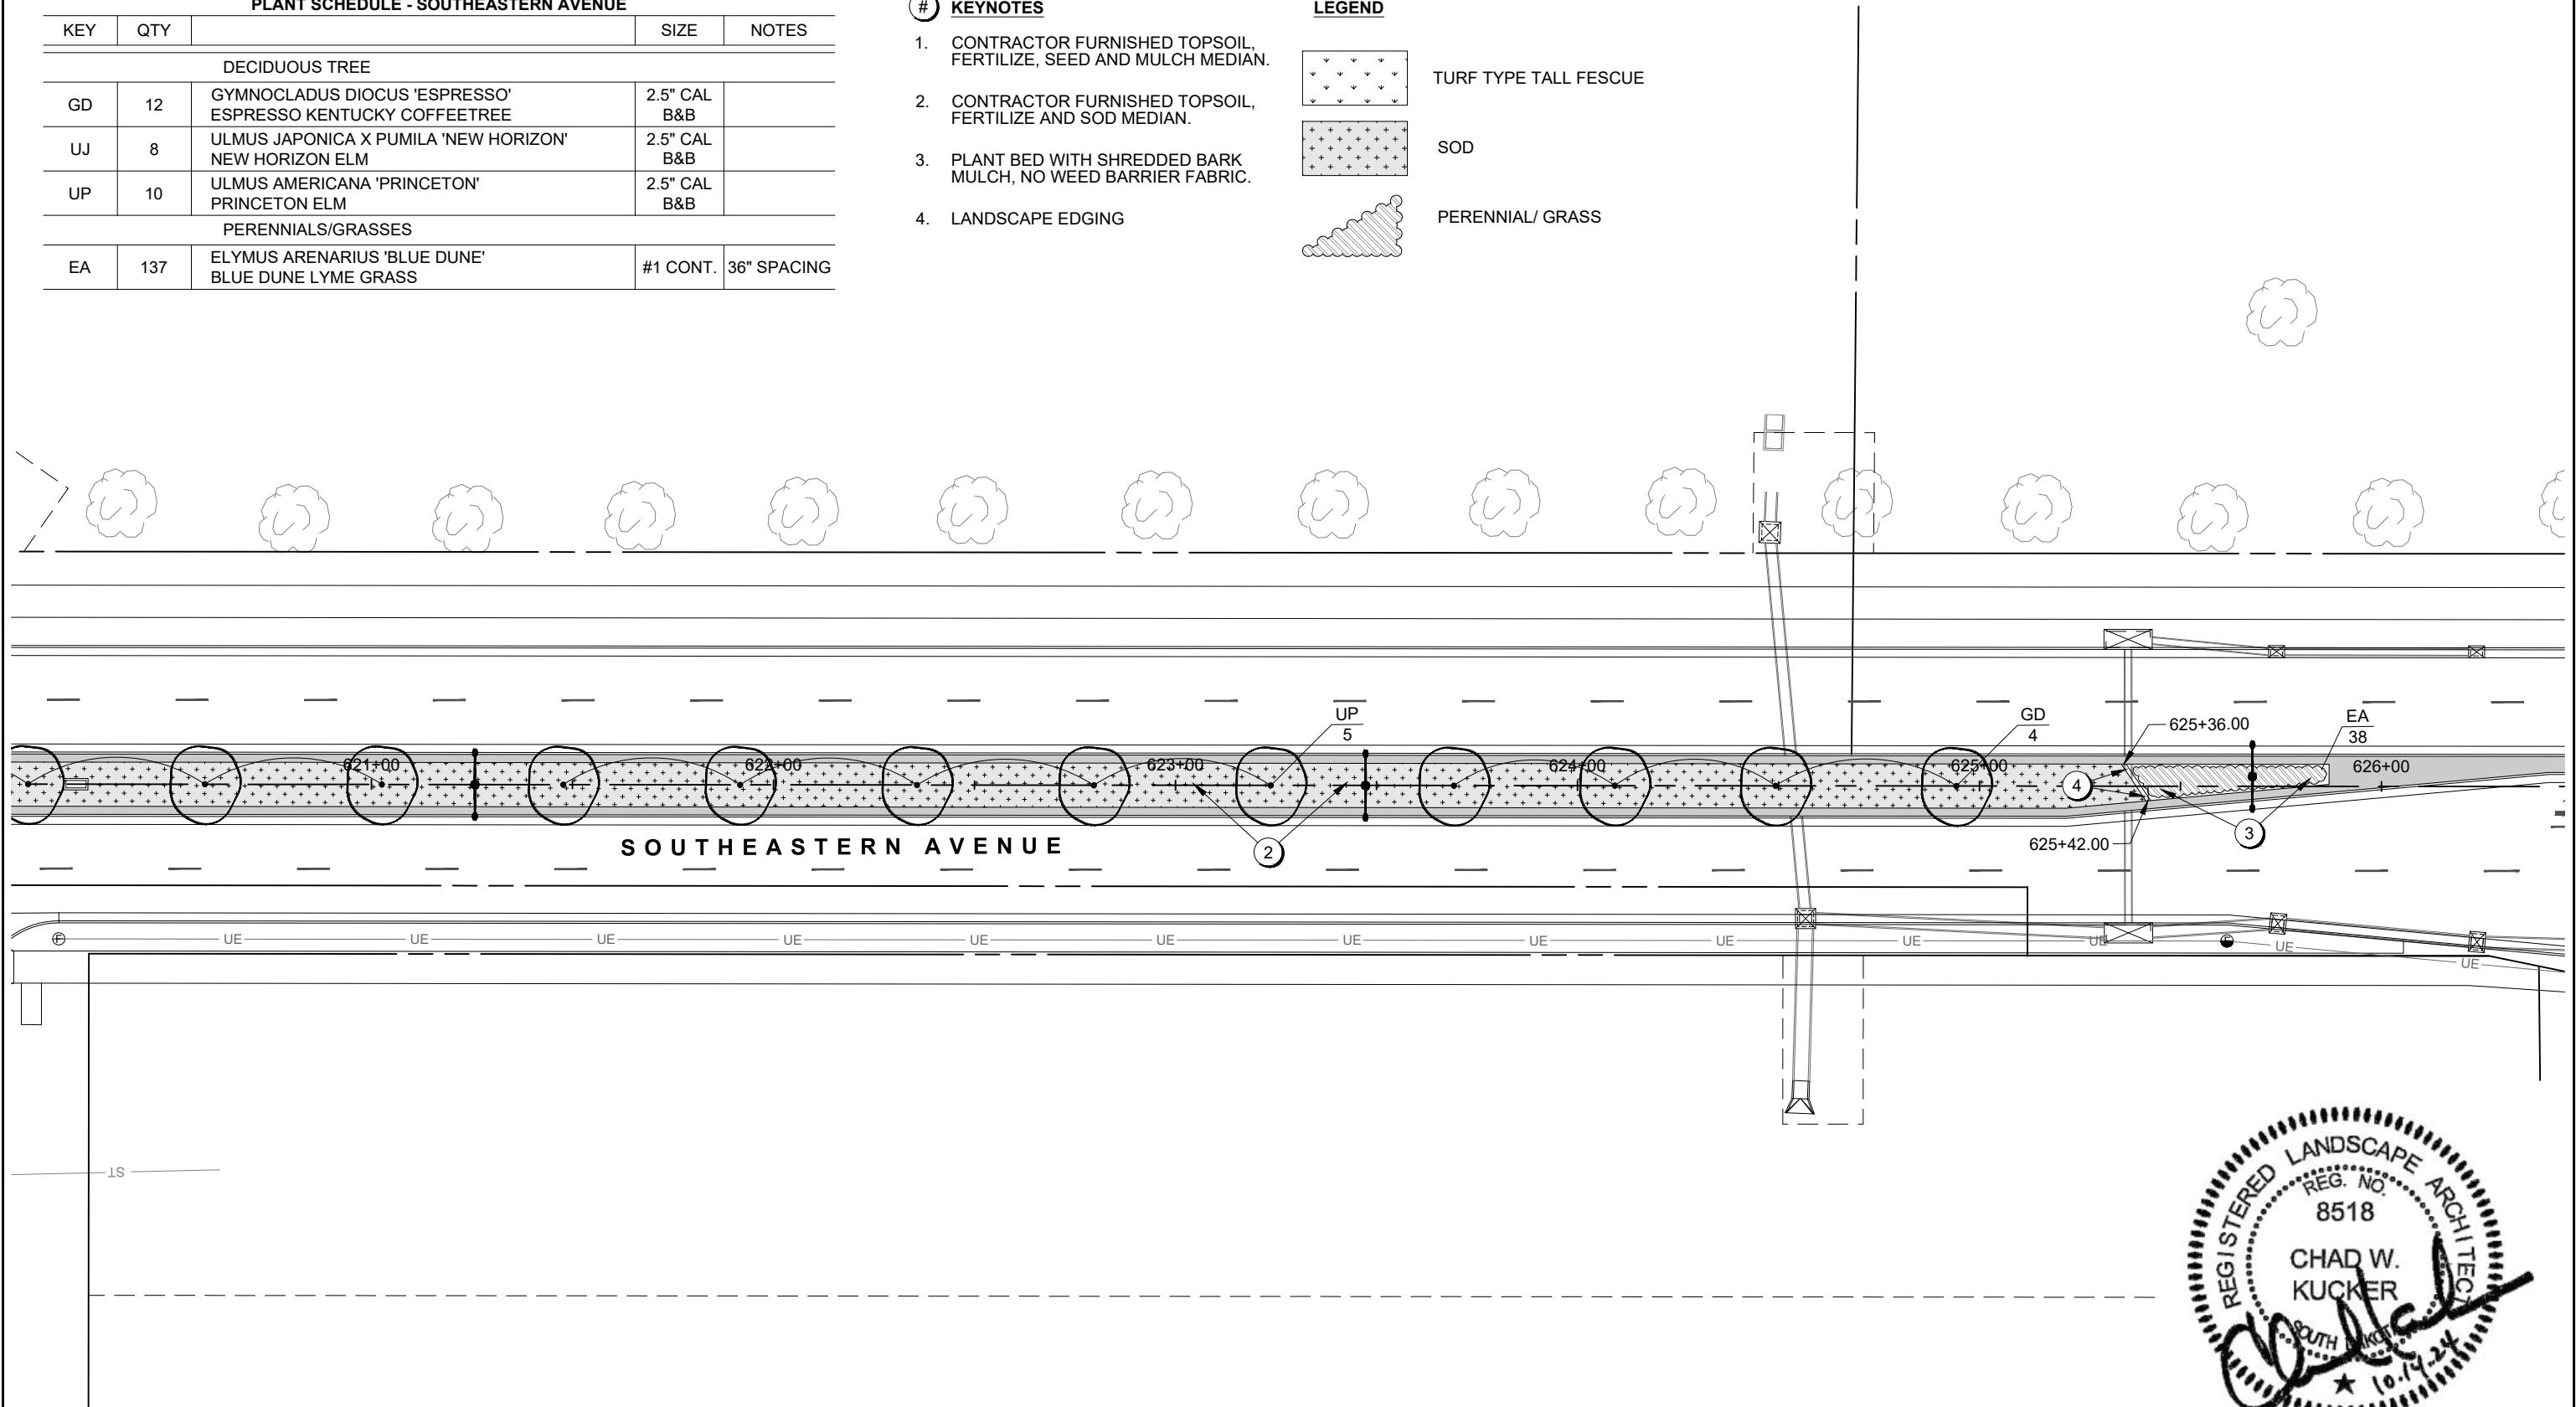 PLANT SCHEDULE - SOUTHEASTERN AVENUE
KEY QTY SIZE NOTES
DECIDUOUS TREE
GD 12 GYMNOCLADUS DIOCUS 'ESPRESSO' 2.5" CAL
ESPRESSO KENTUCKY COFFEETREE B&B
UJ 8 ULMUS JAPONICA X PUMILA 'NEW HORIZON' 2.5" CAL
NEW HORIZON ELM B&B
UP 10 ULMUS AMERICANA 'PRINCETON' 2.5" CAL
PRINCETON ELM B&B
PERENNIALS/GRASSES
EA 137 ELYMUS ARENARIUS 'BLUE DUNE' #1 CONT. 36" SPACING
BLUE DUNE LYME GRASS
# KEYNOTES
1. CONTRACTOR FURNISHED TOPSOIL,
FERTILIZE, SEED AND MULCH MEDIAN.
2. CONTRACTOR FURNISHED TOPSOIL,
FERTILIZE AND SOD MEDIAN.
3. PLANT BED WITH SHREDDED BARK
MULCH, NO WEED BARRIER FABRIC.
4. LANDSCAPE EDGING
LEGEND
TURF TYPE TALL FESCUE
SOD
PERENNIAL/ GRASS
UP
5
GD
4
625+36.00
EA
38
621+00 622+00 623+00 624+00 625+00 626+00
4
3
2
625+42.00
SOUTHEASTERN AVENUE
F UE UE UE UE UE UE UE UE UE UE UE UE UE
ST
REGISTERED LANDSCAPE ARCHITECT
REG. NO.
8518
CHAD W.
KUCKER
SOUTH DAKOTA
10.14.24